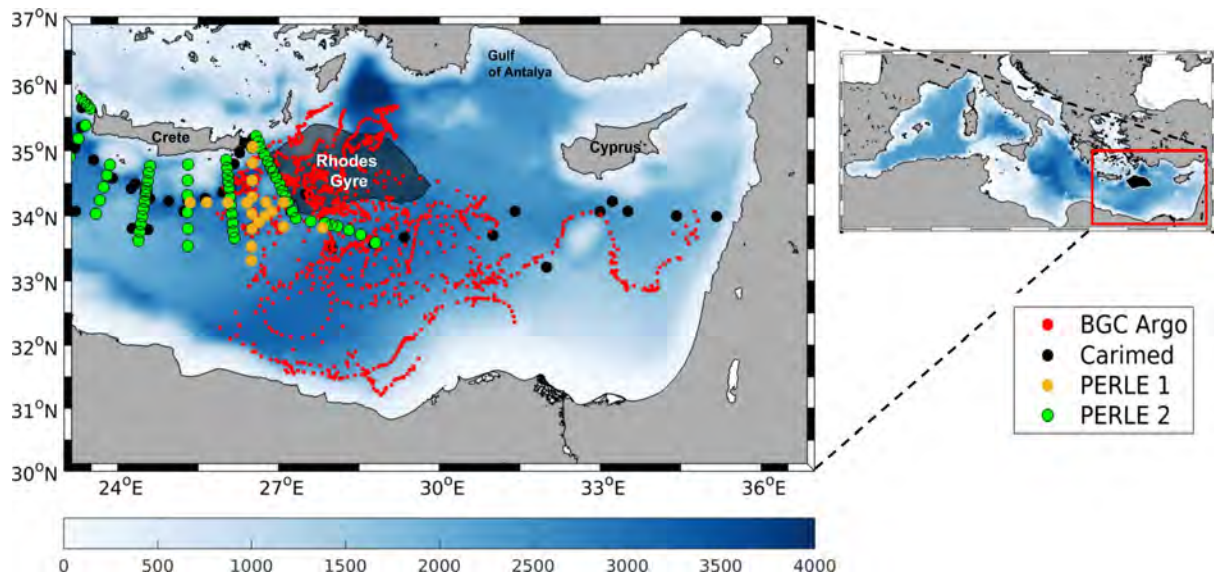 37°N
36°N
35°N
34°N
33°N
32°N
31°N
30°N
Gulf
of Antalya
Crete
Rhodes
Gyre
Cyprus
24°E 27°E 30°E 33°E 36°E
0 500 1000 1500 2000 2500 3000 3500 4000
BGC Argo
Carimed
PERLE 1
PERLE 2